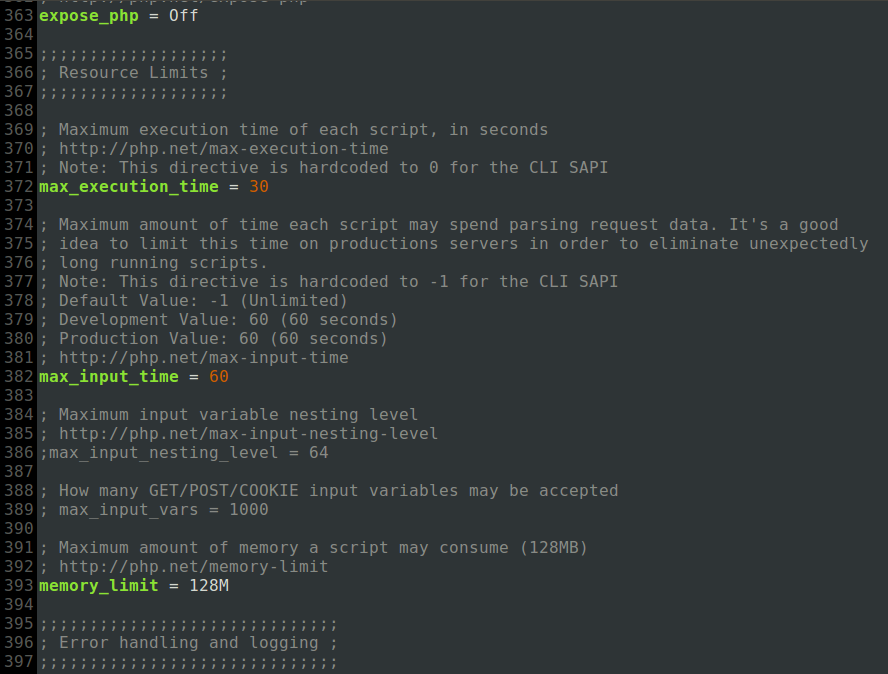 363 expose_php = Off
364
365 ;;;;;;;;;;;;;;;;;;;
366 ; Resource Limits ;
367 ;;;;;;;;;;;;;;;;;;;
368
369 ; Maximum execution time of each script, in seconds
370 ; http://php.net/max-execution-time
371 ; Note: This directive is hardcoded to 0 for the CLI SAPI
372 max_execution_time = 30
373
374 ; Maximum amount of time each script may spend parsing request data. It's a good
375 ; idea to limit this time on productions servers in order to eliminate unexpectedly
376 ; long running scripts.
377 ; Note: This directive is hardcoded to -1 for the CLI SAPI
378 ; Default Value: -1 (Unlimited)
379 ; Development Value: 60 (60 seconds)
380 ; Production Value: 60 (60 seconds)
381 ; http://php.net/max-input-time
382 max_input_time = 60
383
384 ; Maximum input variable nesting level
385 ; http://php.net/max-input-nesting-level
386 ;max_input_nesting_level = 64
387
388 ; How many GET/POST/COOKIE input variables may be accepted
389 ; max_input_vars = 1000
390
391 ; Maximum amount of memory a script may consume (128MB)
392 ; http://php.net/memory-limit
393 memory_limit = 128M
394
395 ;;;;;;;;;;;;;;;;;;;;;;;;;;;;;;
396 ; Error handling and logging ;
397 ;;;;;;;;;;;;;;;;;;;;;;;;;;;;;;